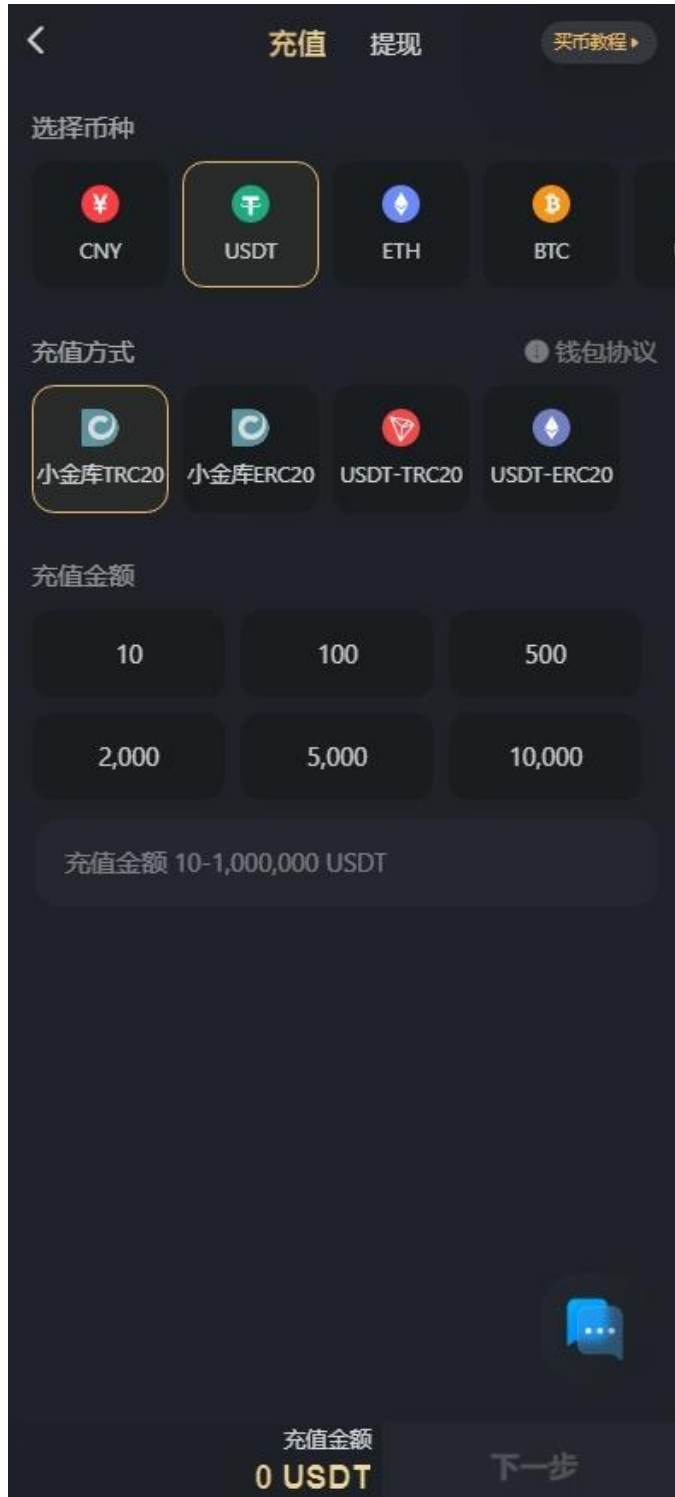 充值 提现 买币教程
选择币种
CNY USDT ETH BTC
充值方式 钱包协议
小金库TRC20 小金库ERC20 USDT-TRC20 USDT-ERC20
充值金额
10 100 500
2,000 5,000 10,000
充值金额 10-1,000,000 USDT
充值金额
0 USDT
下一步